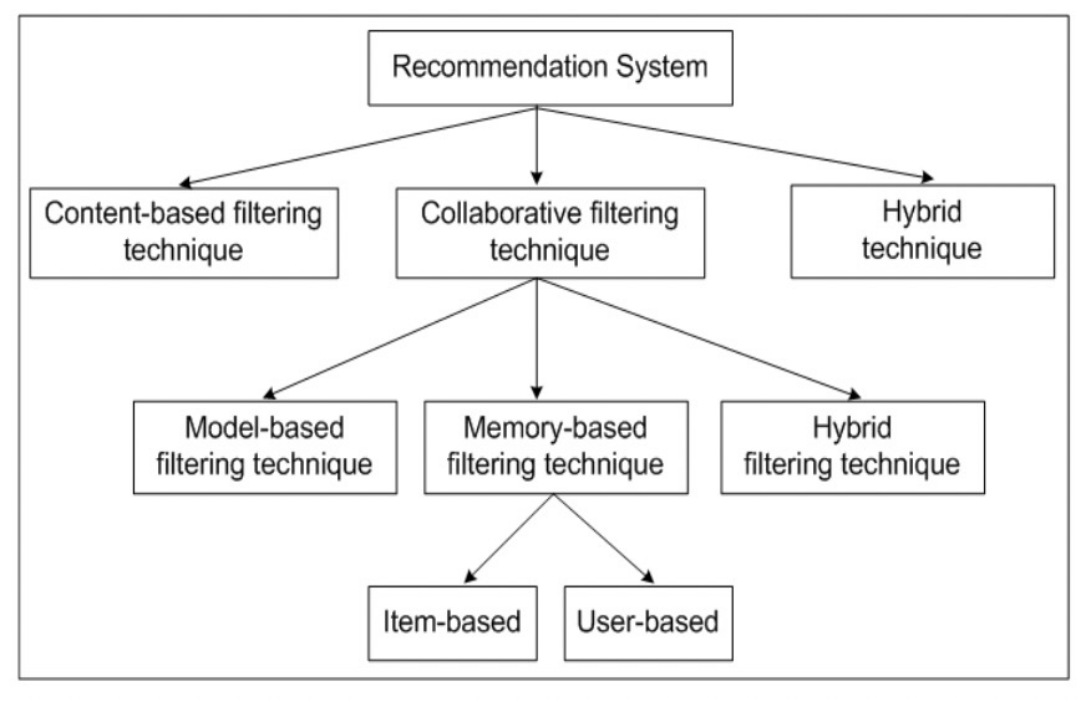 Recommendation System
Content-based filtering
technique
Collaborative filtering
technique
Hybrid
technique
Model-based
filtering technique
Memory-based
filtering technique
Hybrid
filtering technique
Item-based
User-based